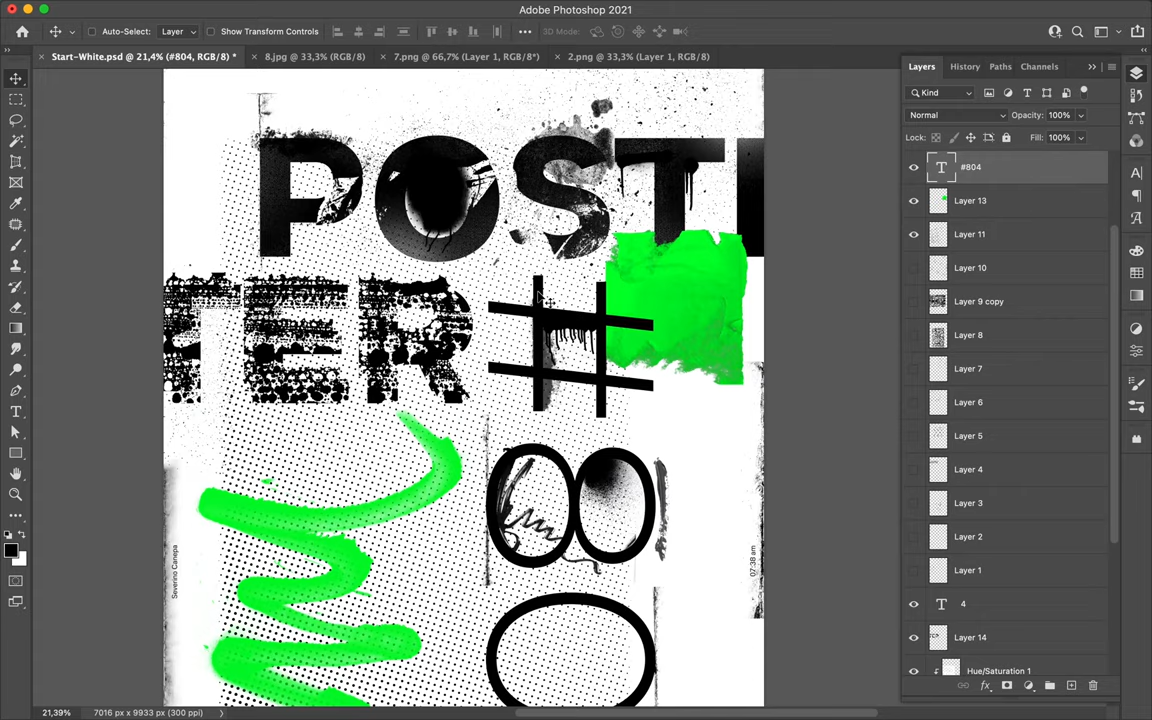 Adobe Photoshop 2021
Auto-Select:
Layer
Show Transform Controls
3D Mode:
Start-White.psd @ 21,4% (#804, RGB/8) *
8.jpg @ 33,3% (RGB/8)
7.png @ 66,7% (Layer 1, RGB/8*)
2.png @ 33,3% (Layer 1, RGB/8)
Layers
History
Paths
Channels
Kind
Normal
Opacity: 100%
Lock:
Fill: 100%
#804
Layer 13
Layer 11
Layer 10
Layer 9 copy
Layer 8
Layer 7
Layer 6
Layer 5
Layer 4
Layer 3
Layer 2
Layer 1
4
Layer 14
Hue/Saturation 1
POST
TER #
8
0
Severino Canepa
07:38 am
21,39%
7016 px x 9933 px (300 ppi)